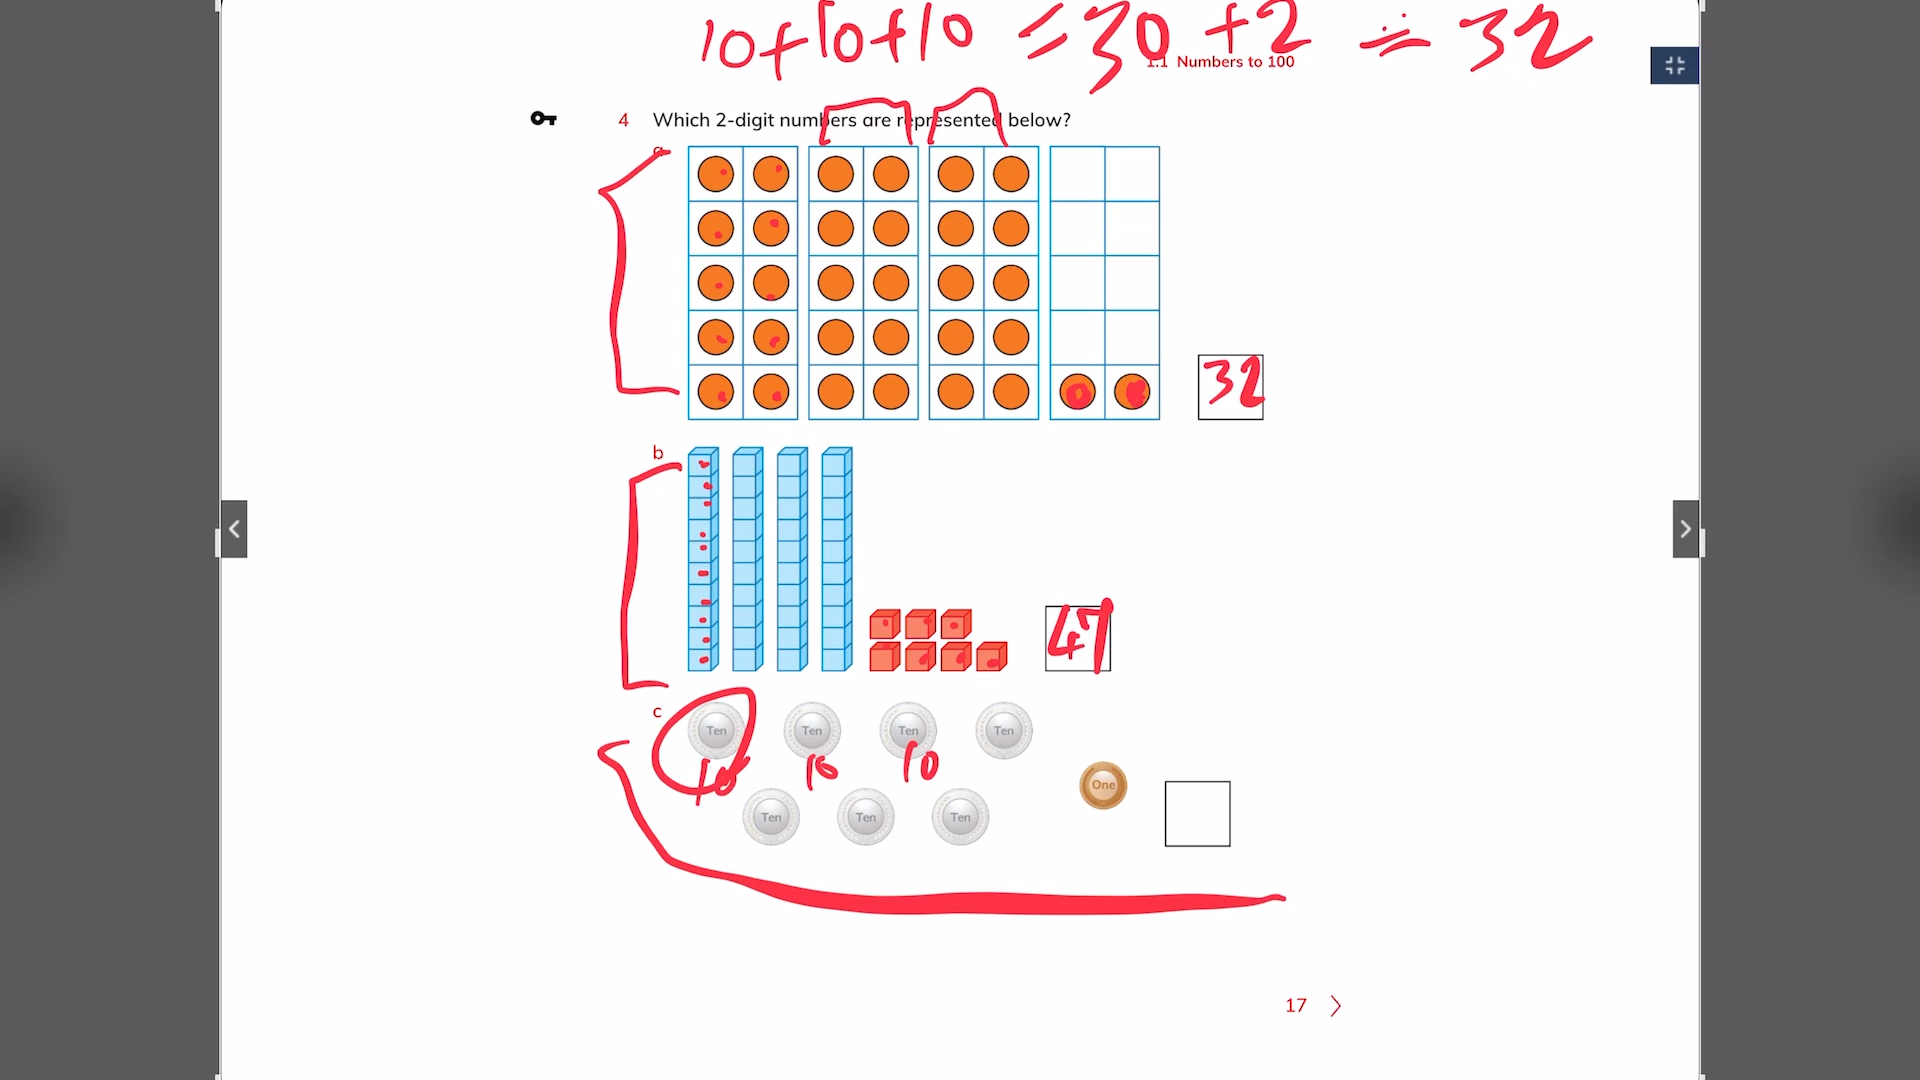 10+10+10 = 30 +2 = 32
1.1 Numbers to 100
4 Which 2-digit numbers are represented below?
a
32
b
47
c
Ten Ten Ten Ten
10 10 10
One
Ten Ten Ten
17